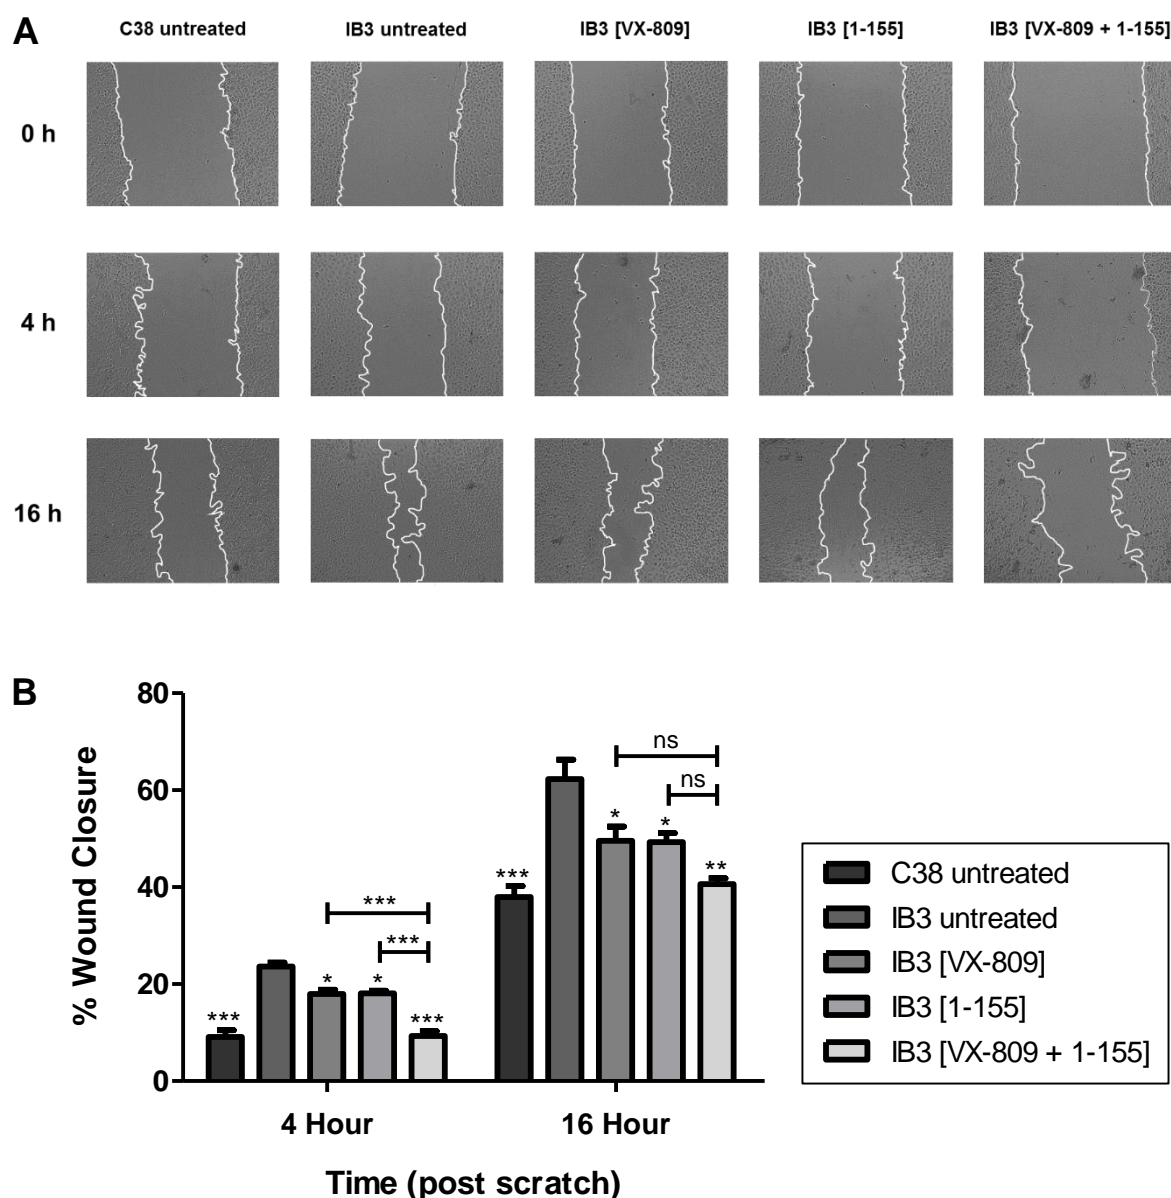 A
C38 untreated
IB3 untreated
IB3 [VX-809]
IB3 [1-155]
IB3 [VX-809 + 1-155]
0 h
4 h
16 h
B
% Wound Closure
80
60
40
20
0
***
*
*
***
***
***
***
*
*
**
ns
ns
4 Hour
16 Hour
Time (post scratch)
C38 untreated
IB3 untreated
IB3 [VX-809]
IB3 [1-155]
IB3 [VX-809 + 1-155]